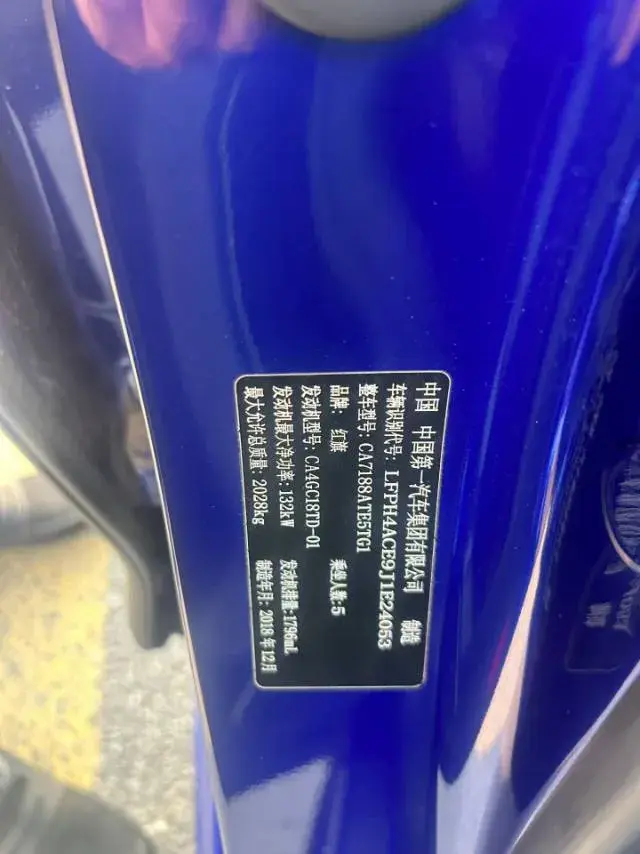 中国 中国第一汽车集团有限公司 制造
车辆识别代号: LFPH4ACE9J1E24053
整车型号: CA7188ATE5TG1
品牌: 红旗 乘坐人数:5
发动机型号: CA4GC18TD-01
发动机最大净功率:132kW 发动机排量:1796mL
最大允许总质量: 2028kg 制造年月: 2018年12月